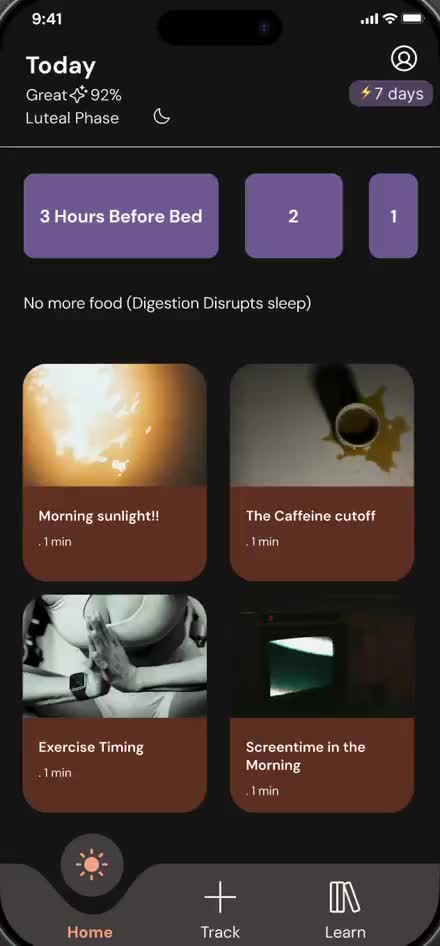 9:41
Today
Great 92%
⚡7 days
Luteal Phase
3 Hours Before Bed
2
1
No more food (Digestion Disrupts sleep)
Morning sunlight!!
. 1 min
The Caffeine cutoff
. 1 min
Exercise Timing
. 1 min
Screentime in the
Morning
. 1 min
Home
Track
Learn